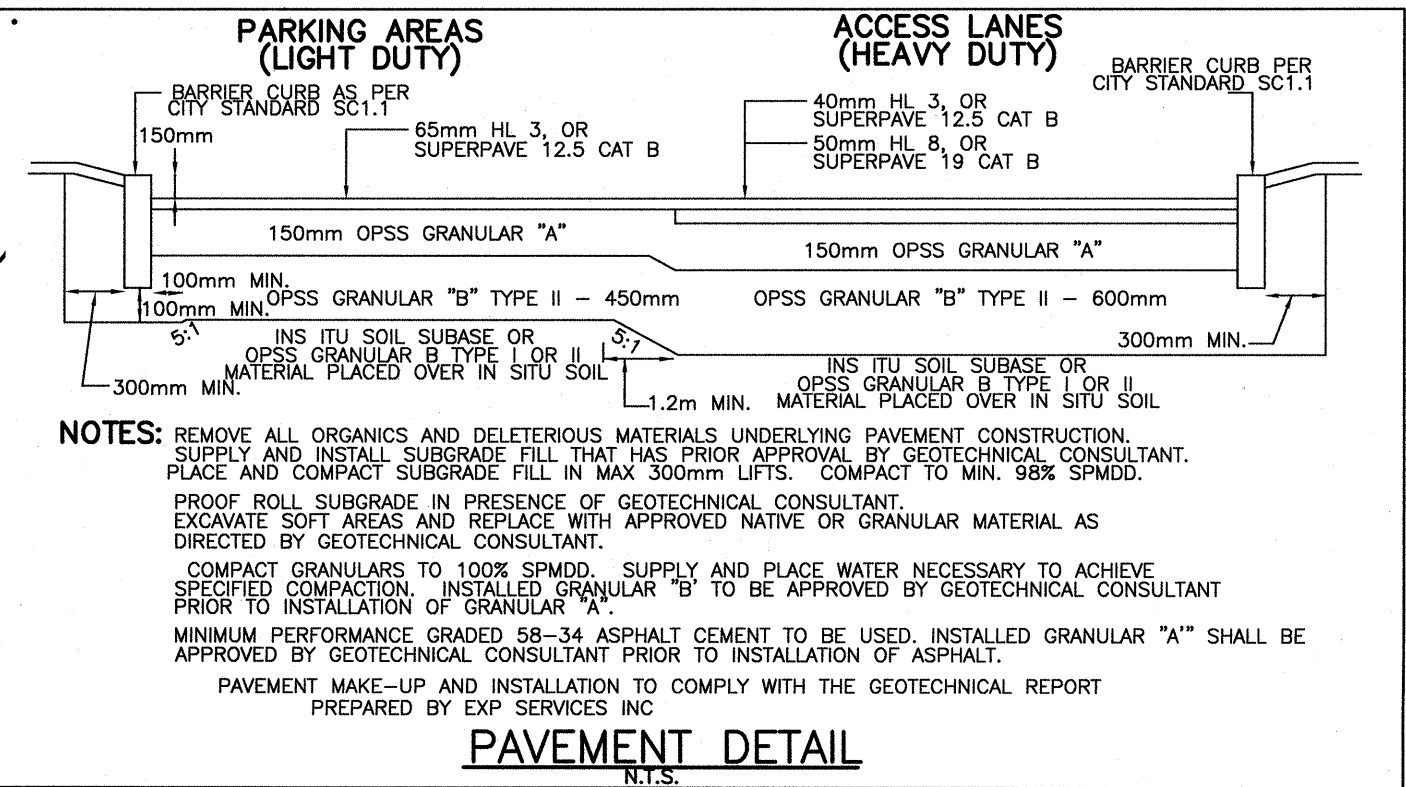 PARKING AREAS
(LIGHT DUTY)
ACCESS LANES
(HEAVY DUTY)
BARRIER CURB AS PER
CITY STANDARD SC1.1
BARRIER CURB PER
CITY STANDARD SC1.1
150mm
65mm HL 3, OR
SUPERPAVE 12.5 CAT B
40mm HL 3, OR
SUPERPAVE 12.5 CAT B
50mm HL 8, OR
SUPERPAVE 19 CAT B
150mm OPSS GRANULAR "A"
150mm OPSS GRANULAR "A"
100mm MIN.
100mm MIN.
OPSS GRANULAR "B" TYPE II – 450mm
OPSS GRANULAR "B" TYPE II – 600mm
5:1
INS ITU SOIL SUBASE OR
OPSS GRANULAR B TYPE I OR II
MATERIAL PLACED OVER IN SITU SOIL
5:1
300mm MIN.
300mm MIN.
1.2m MIN.
INS ITU SOIL SUBASE OR
OPSS GRANULAR B TYPE I OR II
MATERIAL PLACED OVER IN SITU SOIL
NOTES: REMOVE ALL ORGANICS AND DELETERIOUS MATERIALS UNDERLYING PAVEMENT CONSTRUCTION.
SUPPLY AND INSTALL SUBGRADE FILL THAT HAS PRIOR APPROVAL BY GEOTECHNICAL CONSULTANT.
PLACE AND COMPACT SUBGRADE FILL IN MAX 300mm LIFTS. COMPACT TO MIN. 98% SPMDD.
PROOF ROLL SUBGRADE IN PRESENCE OF GEOTECHNICAL CONSULTANT.
EXCAVATE SOFT AREAS AND REPLACE WITH APPROVED NATIVE OR GRANULAR MATERIAL AS
DIRECTED BY GEOTECHNICAL CONSULTANT.
COMPACT GRANULARS TO 100% SPMDD. SUPPLY AND PLACE WATER NECESSARY TO ACHIEVE
SPECIFIED COMPACTION. INSTALLED GRANULAR "B' TO BE APPROVED BY GEOTECHNICAL CONSULTANT
PRIOR TO INSTALLATION OF GRANULAR "A".
MINIMUM PERFORMANCE GRADED 58–34 ASPHALT CEMENT TO BE USED. INSTALLED GRANULAR "A'" SHALL BE
APPROVED BY GEOTECHNICAL CONSULTANT PRIOR TO INSTALLATION OF ASPHALT.
PAVEMENT MAKE–UP AND INSTALLATION TO COMPLY WITH THE GEOTECHNICAL REPORT
PREPARED BY EXP SERVICES INC
PAVEMENT DETAIL
N.T.S.